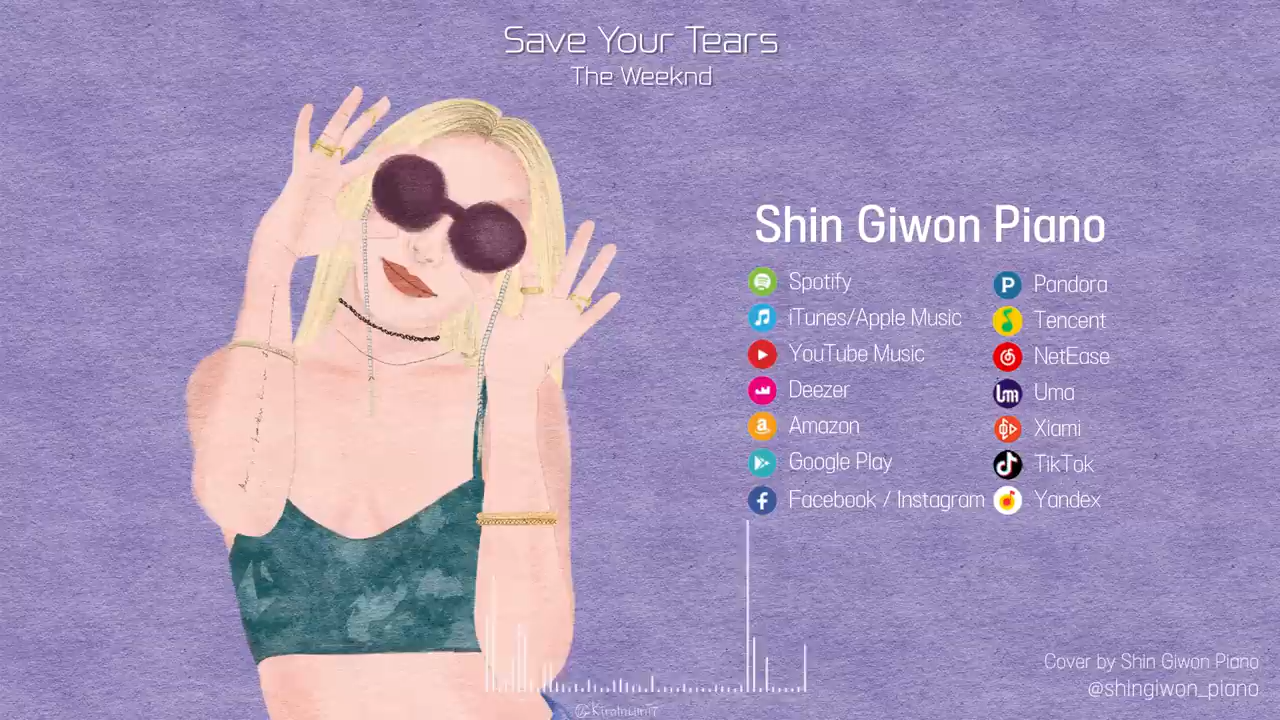 Save Your Tears
The Weeknd
Shin Giwon Piano
Spotify
iTunes/Apple Music
YouTube Music
Deezer
Amazon
Google Play
Facebook / Instagram
Pandora
Tencent
NetEase
Uma
Xiami
TikTok
Yandex
Cover by Shin Giwon Piano
@shingiwon_piano